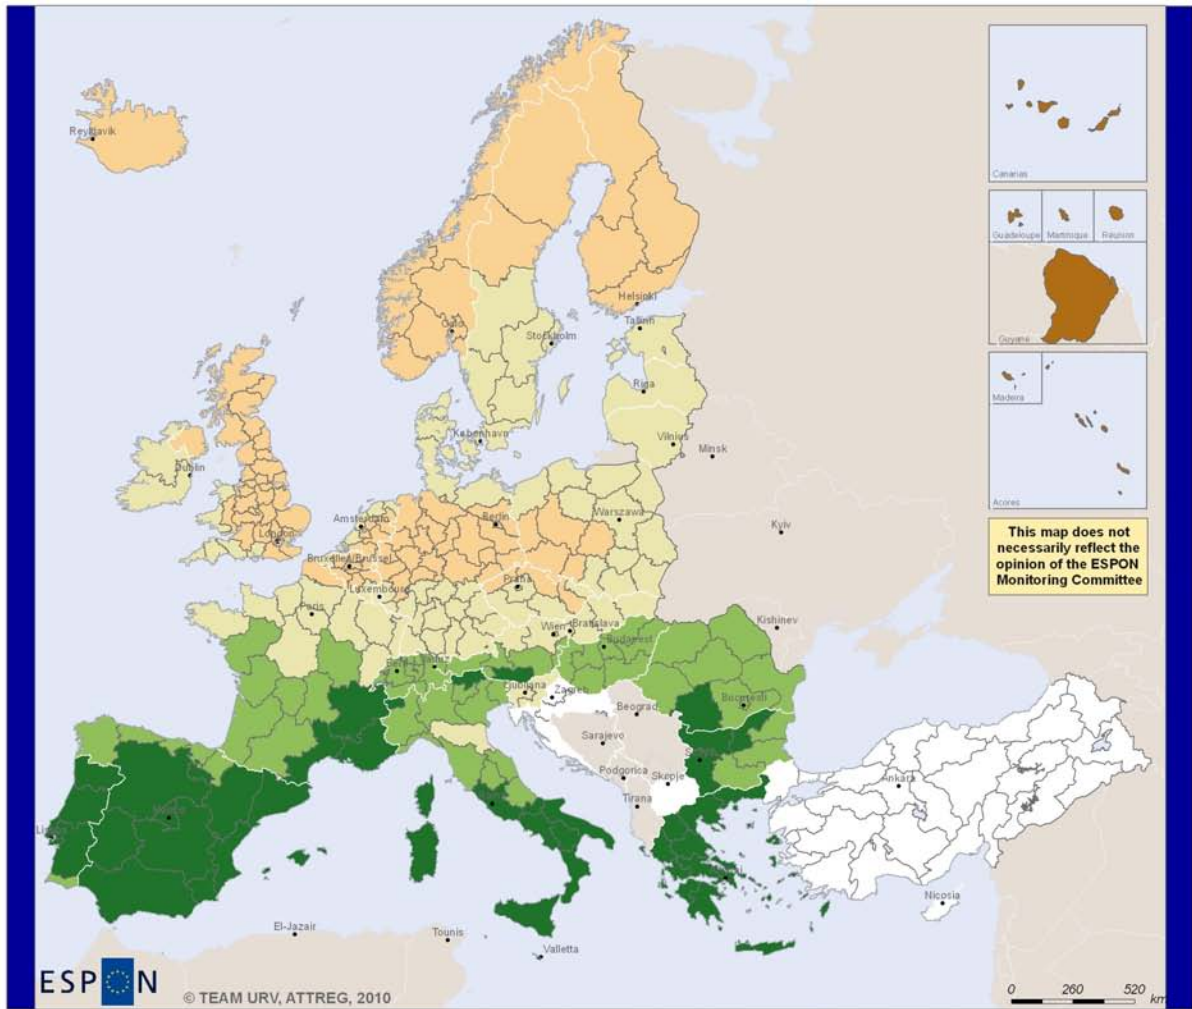 Reykjavik
Canarias
Guadeloupe
Martinique
Réunion
Guyane
Helsinki
Oslo
Tallinn
Stockholm
Madeira
Riga
København
Vilnius
Minsk
Acores
Dublin
Warszawa
Amsterdam
Berlin
This map does not
necessarily reflect the
opinion of the ESPON
Monitoring Committee
London
Kyiv
Bruxelles/Brussel
Praha
Luxembourg
Paris
Kishinev
Wien
Bratislava
Budapest
Ljubljana
Zagreb
Beograd
Sarajevo
Podgorica
Skopje
Ankara
Tirana
Nicosia
El-Jazair
Tounis
Valletta
ESPON
© TEAM URV, ATTREG, 2010
0 260 520
km